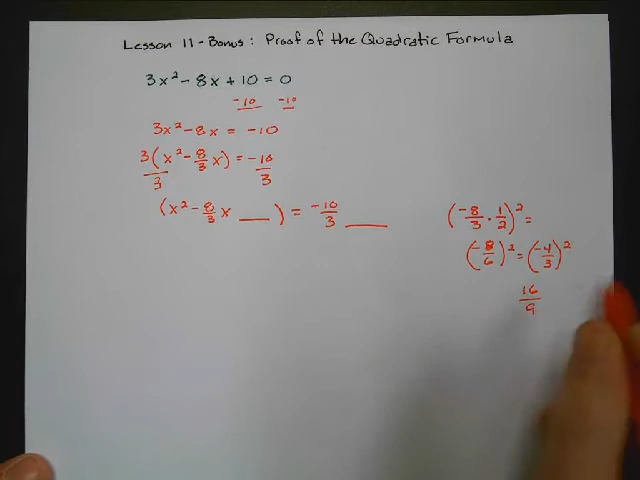 Lesson 11 - Bonus: Proof of the Quadratic Formula
3x² - 8x + 10 = 0
-10 -10
3x² - 8x = -10
3(x² - 8/3 x) = -10
3 3
(x² - 8/3 x ___) = -10/3 ___
(-8/3 · 1/2)² =
(-8/6)² = (-4/3)²
16/9